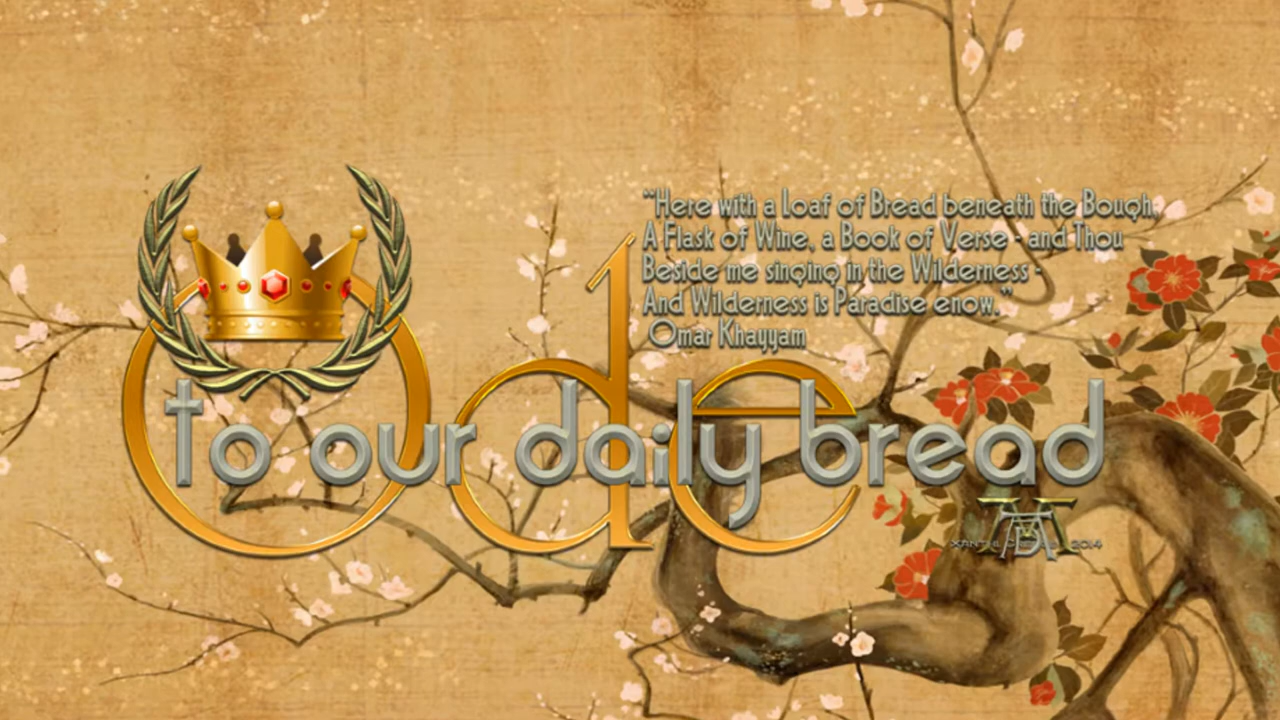 "Here with a Loaf of Bread beneath the Bough,
A Flask of Wine, a Book of Verse - and Thou
Beside me singing in the Wilderness -
And Wilderness is Paradise enow."
Omar Khayyam
Ode
to our daily bread
2014